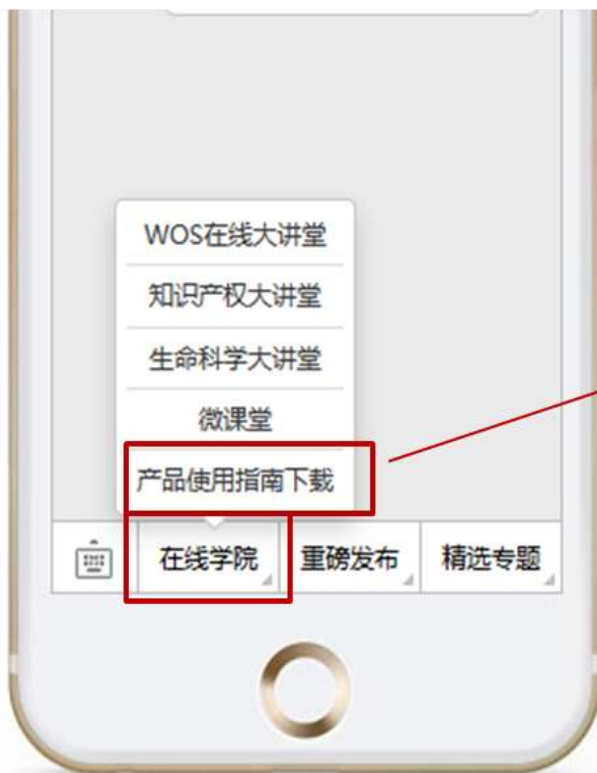 WOS在线大讲堂
知识产权大讲堂
生命科学大讲堂
微课堂
产品使用指南下载
在线学院 重磅发布 精选专题